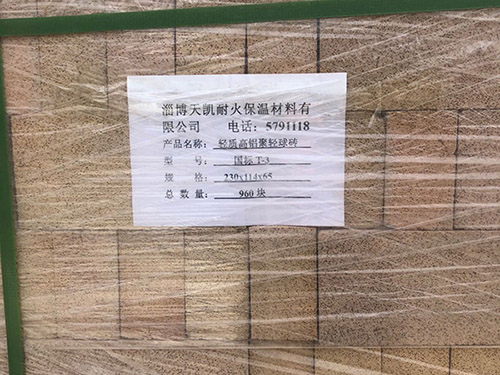 淄博天凯耐火保温材料有
限公司 电话：5791118
产品名称： 轻质高铝聚轻球砖
型 号： 国标 T-3
规 格： 230x114x65
总 数 量： 960 块